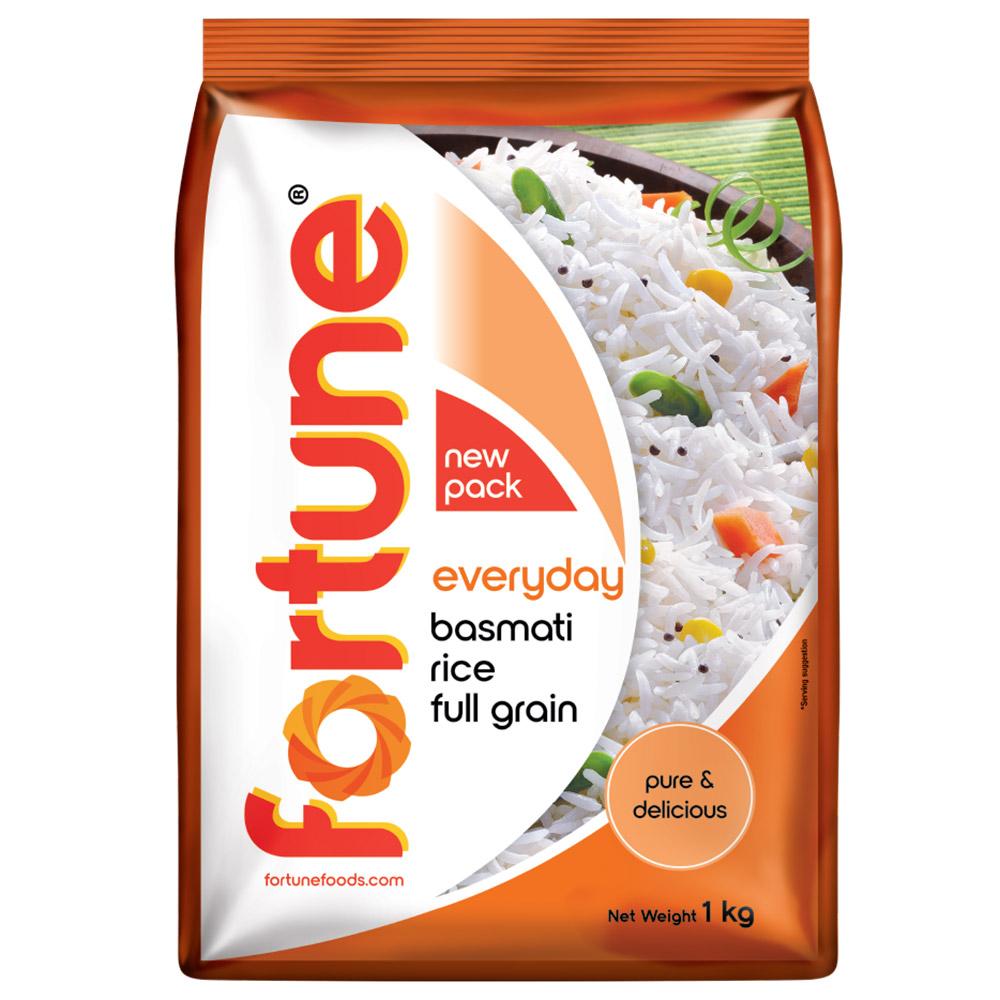 fortune®
new
pack
everyday
basmati
rice
full grain
*Serving suggestion
pure &
delicious
fortunefoods.com
Net Weight 1 kg